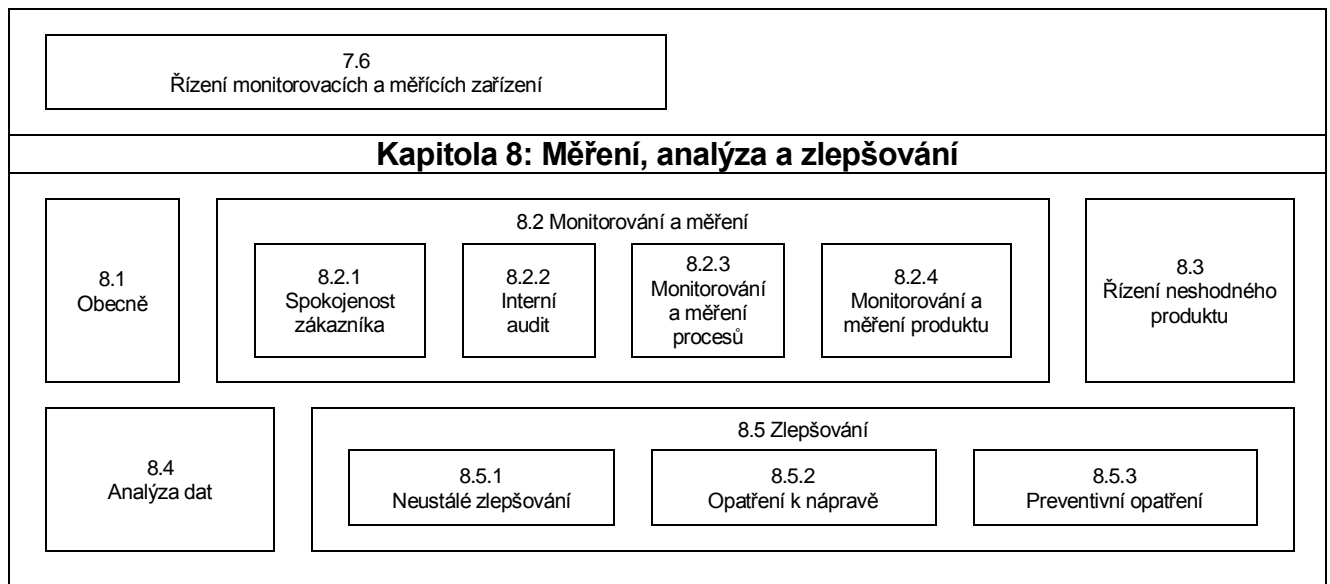 7.6
Řízení monitorovacích a měřících zařízení
Kapitola 8: Měření, analýza a zlepšování
8.1
Obecně
8.2 Monitorování a měření
8.2.1
Spokojenost
zákazníka
8.2.2
Interní
audit
8.2.3
Monitorování
a měření
procesů
8.2.4
Monitorování a
měření produktu
8.3
Řízení neshodného
produktu
8.4
Analýza dat
8.5 Zlepšování
8.5.1
Neustálé zlepšování
8.5.2
Opatření k nápravě
8.5.3
Preventivní opatření